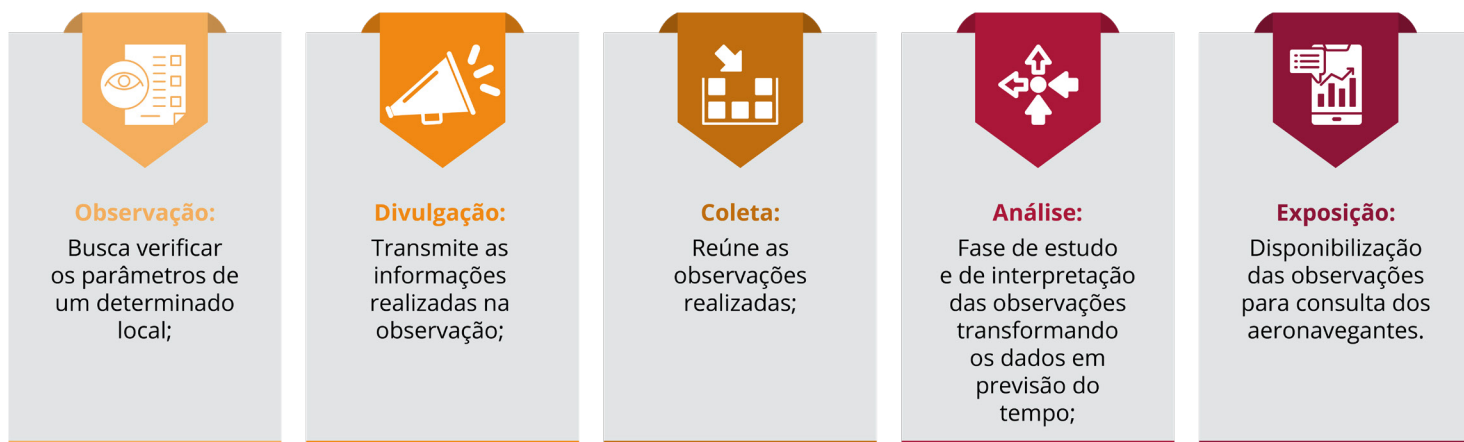 Observação:
Busca verificar
os parâmetros de
um determinado
local;
Divulgação:
Transmite as
informações
realizadas na
observação;
Coleta:
Reúne as
observações
realizadas;
Análise:
Fase de estudo
e de interpretação
das observações
transformando
os dados em
previsão do
tempo;
Exposição:
Disponibilização
das observações
para consulta dos
aeronavegantes.